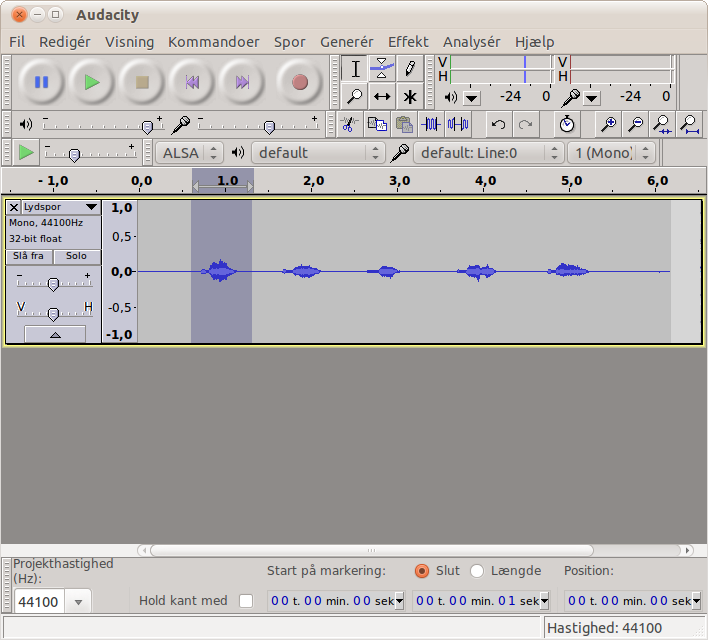 Audacity
Fil Redigér Visning Kommandoer Spor Generér Effekt Analysér Hjælp
V V
H H
-24 0 -24 0
- + - +
- + ALSA default default: Line:0 1 (Mono)
- 1,0 0,0 1.0 2,0 3,0 4,0 5,0 6,0
Lydspor 1,0
Mono, 44100Hz
32-bit float 0,5-
Slå fra Solo
- + 0,0-
V H -0,5-
-1,0
Projekthastighed
(Hz):
Start på markering: Slut Længde Position:
44100 Hold kant med 00 t. 00 min. 00 sek 00 t. 00 min. 01 sek 00 t. 00 min. 00 sek
Hastighed: 44100